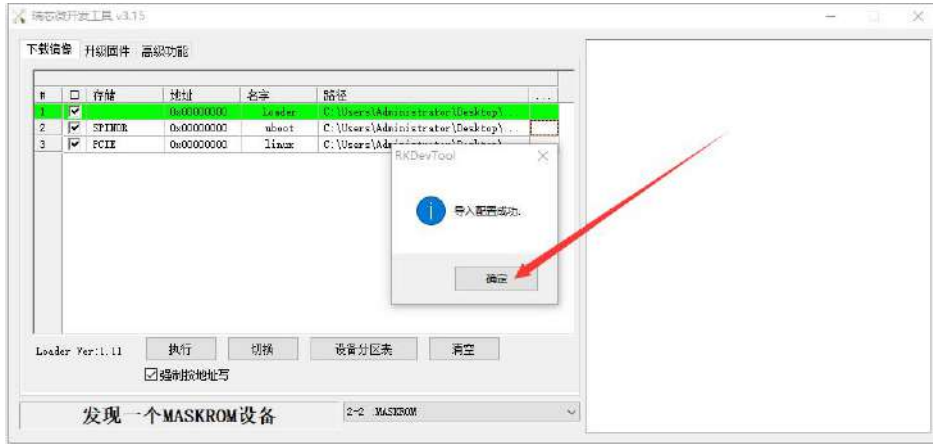 瑞芯微开发工具 v3.15
下载镜像 升级固件 高级功能
# 存储 地址 名字 路径 ...
1 0x00000000 Loader C:\Users\Administrator\Desktop\...
2 SPINOR 0x00000000 uboot C:\Users\Administrator\Desktop\...
3 PCIE 0x00000000 linux C:\Users\Administrator\Desktop\
RKDevTool
导入配置成功.
确定
Loader Ver:1.11 执行 切换 设备分区表 清空
强制按地址写
发现一个MASKROM设备 2-2 MASKROM